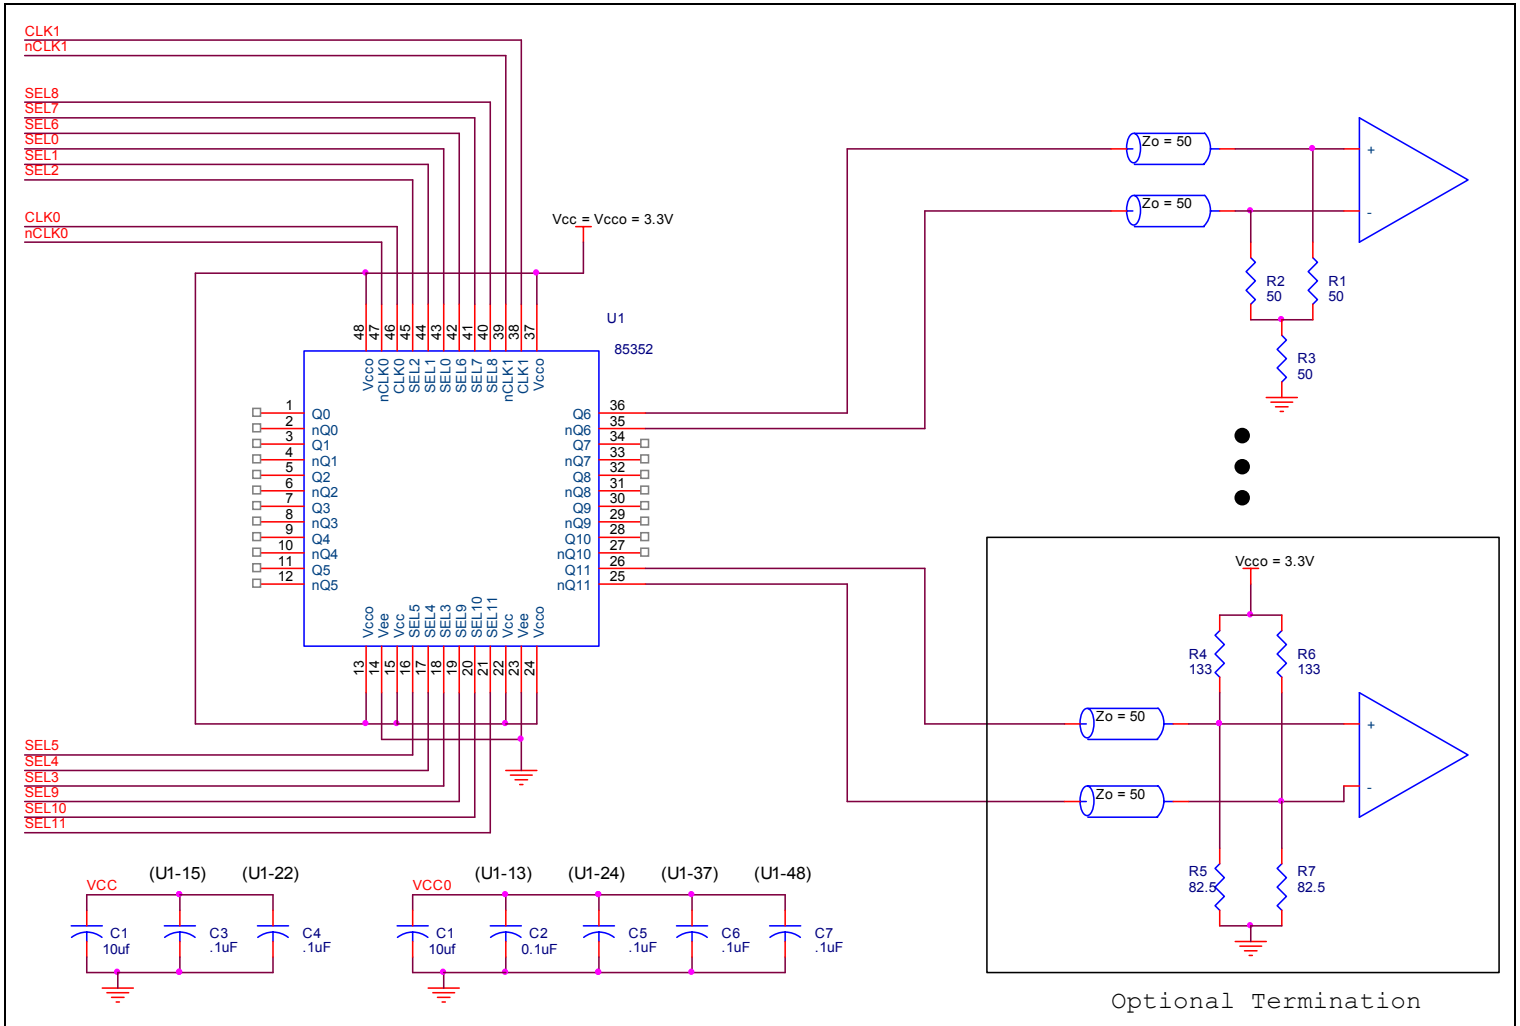 CLK1
nCLK1
SEL8
SEL7
SEL6
SEL0
SEL1
SEL2
CLK0
nCLK0
Vcc = Vcco = 3.3V
Zo = 50
+
Zo = 50
-
R2
50
R1
50
R3
50
U1
85352
48
47
46
45
44
43
42
41
40
39
38
37
Vcco
nCLK0
CLK0
SEL2
SEL1
SEL0
SEL6
SEL7
SEL8
nCLK1
CLK1
Vcco
1 Q0
2 nQ0
3 Q1
4 nQ1
5 Q2
6 nQ2
7 Q3
8 nQ3
9 Q4
10 nQ4
11 Q5
12 nQ5
Q6 36
nQ6 35
Q7 34
nQ7 33
Q8 32
nQ8 31
Q9 30
nQ9 29
Q10 28
nQ10 27
Q11 26
nQ11 25
Vcco
Vee
Vcc
SEL5
SEL4
SEL3
SEL9
SEL10
SEL11
Vcc
Vee
Vcco
13
14
15
16
17
18
19
20
21
22
23
24
SEL5
SEL4
SEL3
SEL9
SEL10
SEL11
Vcco = 3.3V
R4
133
R6
133
Zo = 50
+
Zo = 50
-
R5
82.5
R7
82.5
Optional Termination
VCC
(U1-15)
(U1-22)
C1
10uf
C3
.1uF
C4
.1uF
VCC0
(U1-13)
(U1-24)
(U1-37)
(U1-48)
C1
10uf
C2
0.1uF
C5
.1uF
C6
.1uF
C7
.1uF